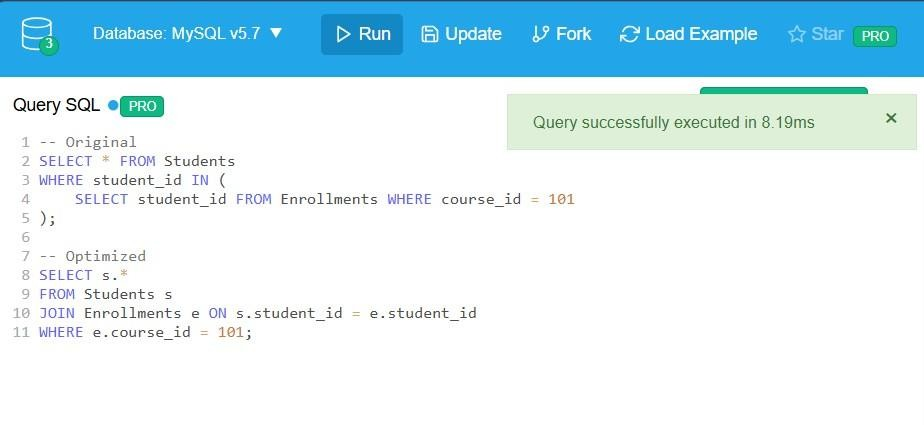 3
Database: MySQL v5.7 ▼ Run Update Fork Load Example Star PRO
Query SQL PRO
Query successfully executed in 8.19ms ×
1 -- Original
2 SELECT * FROM Students
3 WHERE student_id IN (
4     SELECT student_id FROM Enrollments WHERE course_id = 101
5 );
6
7 -- Optimized
8 SELECT s.*
9 FROM Students s
10 JOIN Enrollments e ON s.student_id = e.student_id
11 WHERE e.course_id = 101;